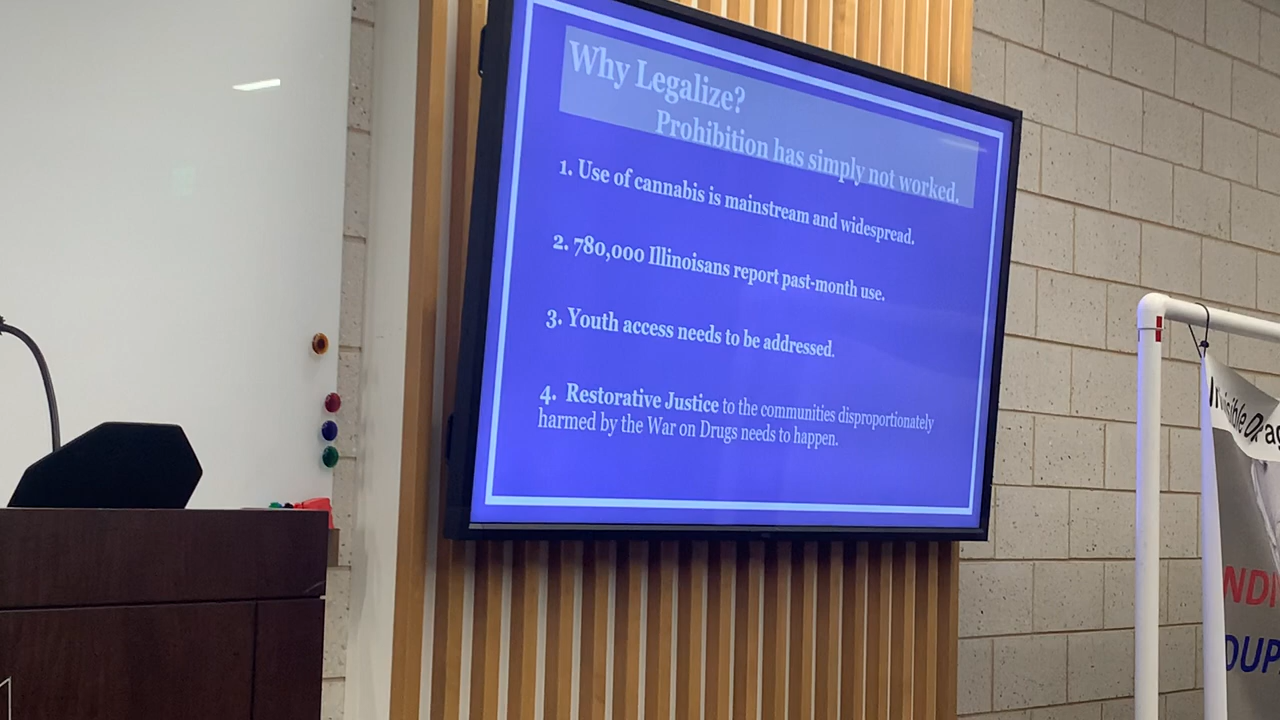 Why Legalize?
Prohibition has simply not worked.
1. Use of cannabis is mainstream and widespread.
2. 780,000 Illinoisans report past-month use.
3. Youth access needs to be addressed.
4. Restorative Justice to the communities disproportionately
harmed by the War on Drugs needs to happen.